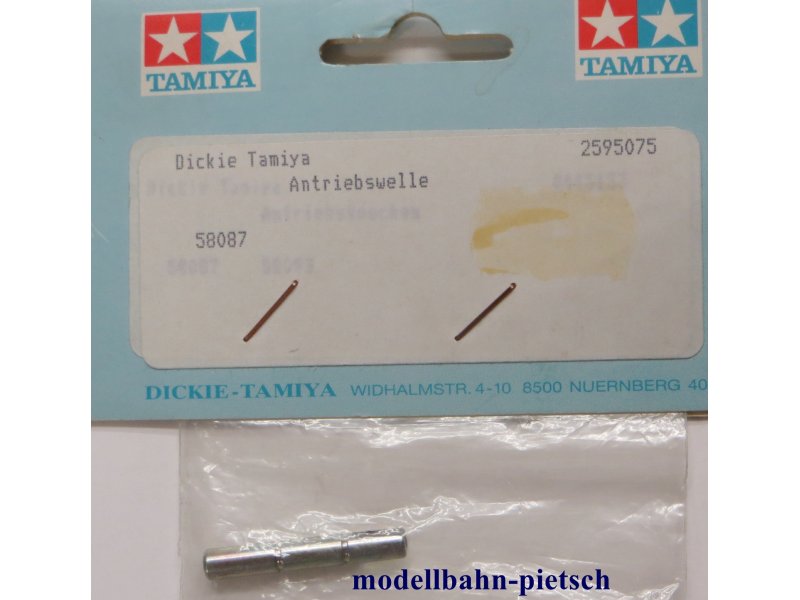 TAMIYA
TAMIYA
Dickie Tamiya 2595075
Antriebswelle
58087
DICKIE-TAMIYA WIDHALMSTR. 4-10 8500 NUERNBERG 40
modellbahn-pietsch